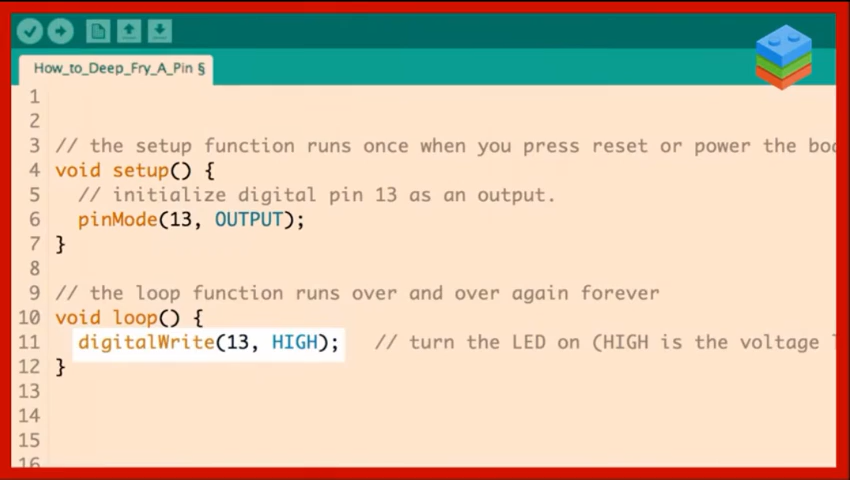 How_to_Deep_Fry_A_Pin §
1
2
3 // the setup function runs once when you press reset or power the
4 void setup() {
5 // initialize digital pin 13 as an output.
6 pinMode(13, OUTPUT);
7 }
8
9 // the loop function runs over and over again forever
10 void loop() {
11 digitalWrite(13, HIGH); // turn the LED on (HIGH is the voltage
12 }
13
14
15
16